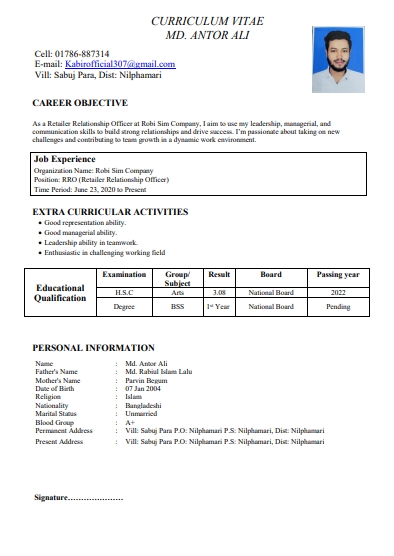 CURRICULUM VITAE
MD. ANTOR ALI
Cell: 01786-887314
E-mail: Kabirofficial307@gmail.com
Vill: Sabuj Para, Dist: Nilphamari
CAREER OBJECTIVE
As a Retailer Relationship Officer at Robi Sim Company, I aim to use my leadership, managerial, and
communication skills to build strong relationships and drive success. I'm passionate about taking on new
challenges and contributing to team growth in a dynamic work environment.
Job Experience
Organization Name: Robi Sim Company
Position: RRO (Retailer Relationship Officer)
Time Period: June 23, 2020 to Present
EXTRA CURRICULAR ACTIVITIES
• Good representation ability.
• Good managerial ability.
• Leadership ability in teamwork.
• Enthusiastic in challenging working field
Educational Qualification
Examination Group/ Subject Result Board Passing year
H.S.C Arts 3.08 National Board 2022
Degree BSS 1st Year National Board Pending
PERSONAL INFORMATION
Name : Md. Antor Ali
Father's Name : Md. Rabiul Islam Lalu
Mother's Name : Parvin Begum
Date of Birth : 07 Jan 2004
Religion : Islam
Nationality : Bangladeshi
Marital Status : Unmarried
Blood Group : A+
Permanent Address : Vill: Sabuj Para P.O: Nilphamari P.S: Nilphamari, Dist: Nilphamari
Present Address : Vill: Sabuj Para P.O: Nilphamari P.S: Nilphamari, Dist: Nilphamari
Signature.....................